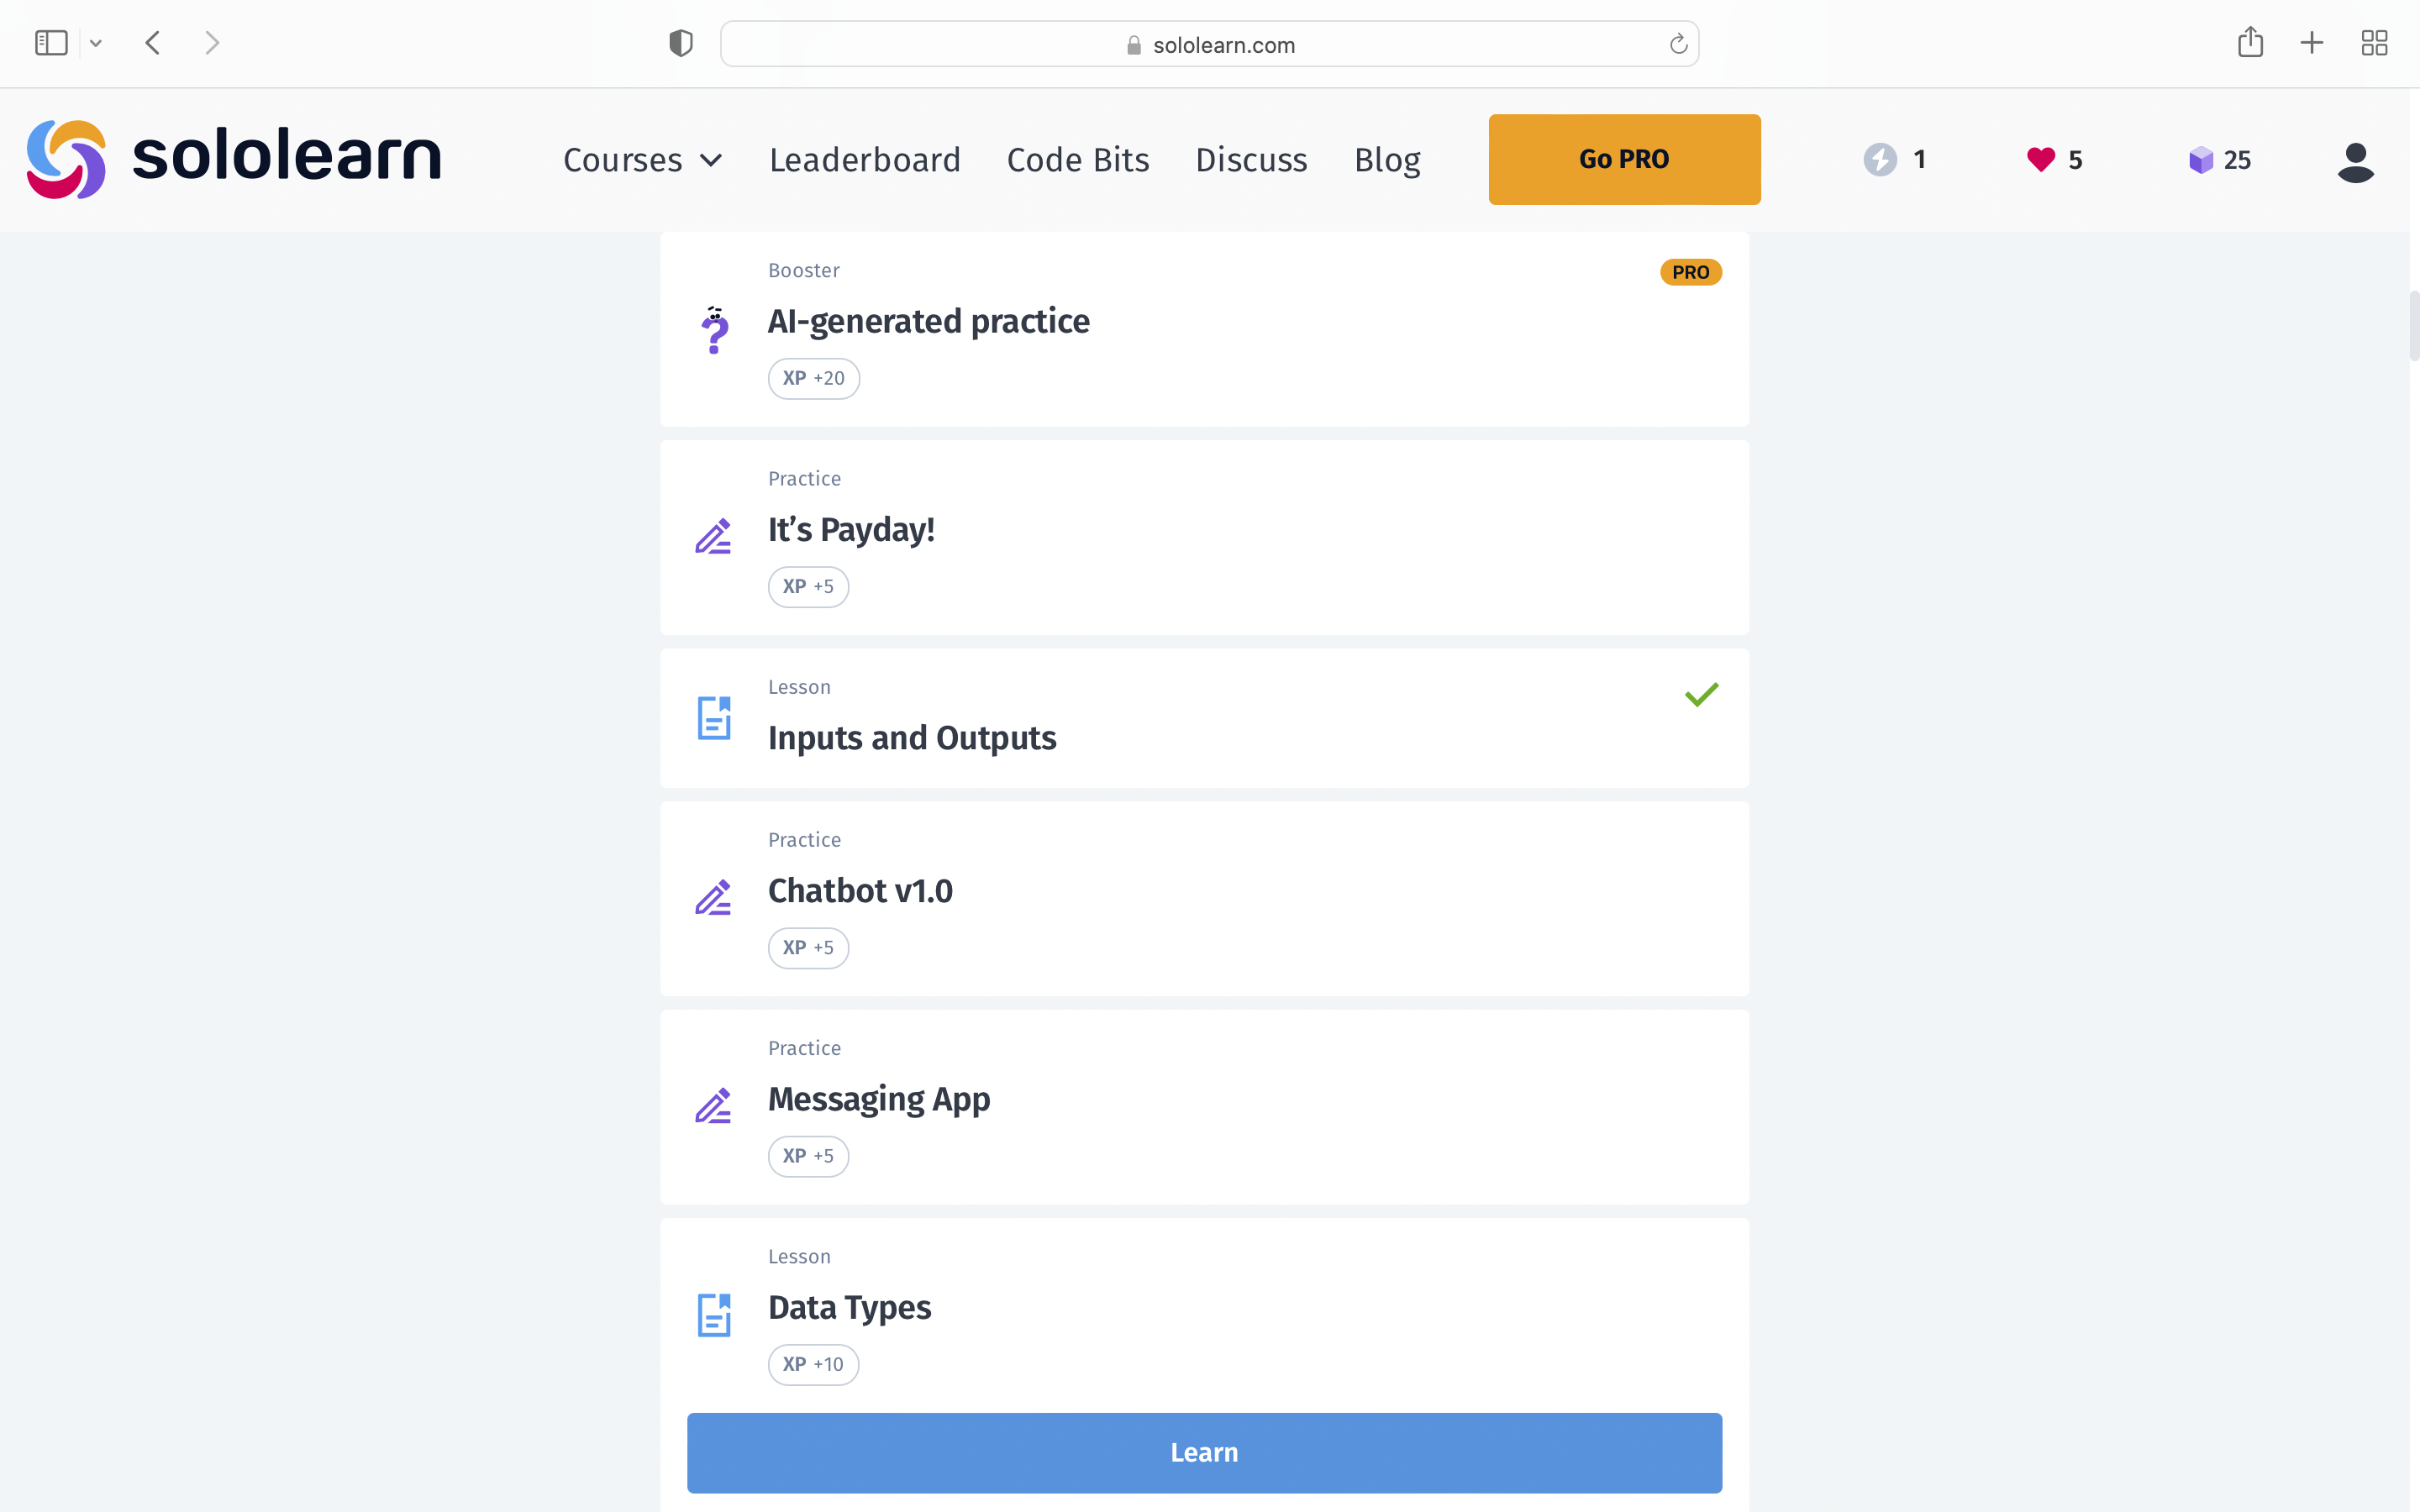 sololearn.com
sololearn Courses Leaderboard Code Bits Discuss Blog Go PRO 1 5 25
Booster PRO
AI-generated practice
XP +20
Practice
It’s Payday!
XP +5
Lesson
Inputs and Outputs
Practice
Chatbot v1.0
XP +5
Practice
Messaging App
XP +5
Lesson
Data Types
XP +10
Learn